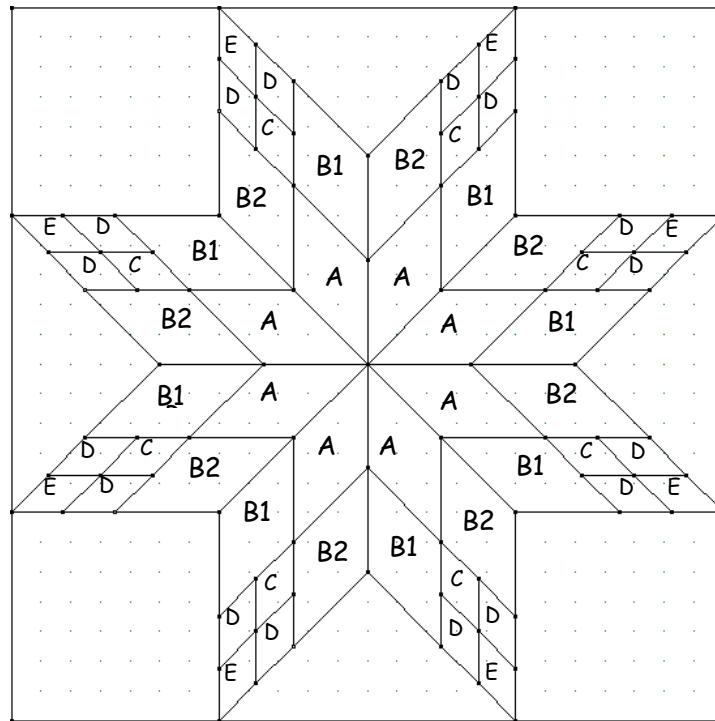 E E
D D
D D
C C
B1 B2
B2 B1
E D D E
D C B1 B2 C D
A A
B2 A A B1
B1 A A B2
D C B2 A A B1 C D
E D D E
B1 B2
B2 B1
C C
D D
D D
E E